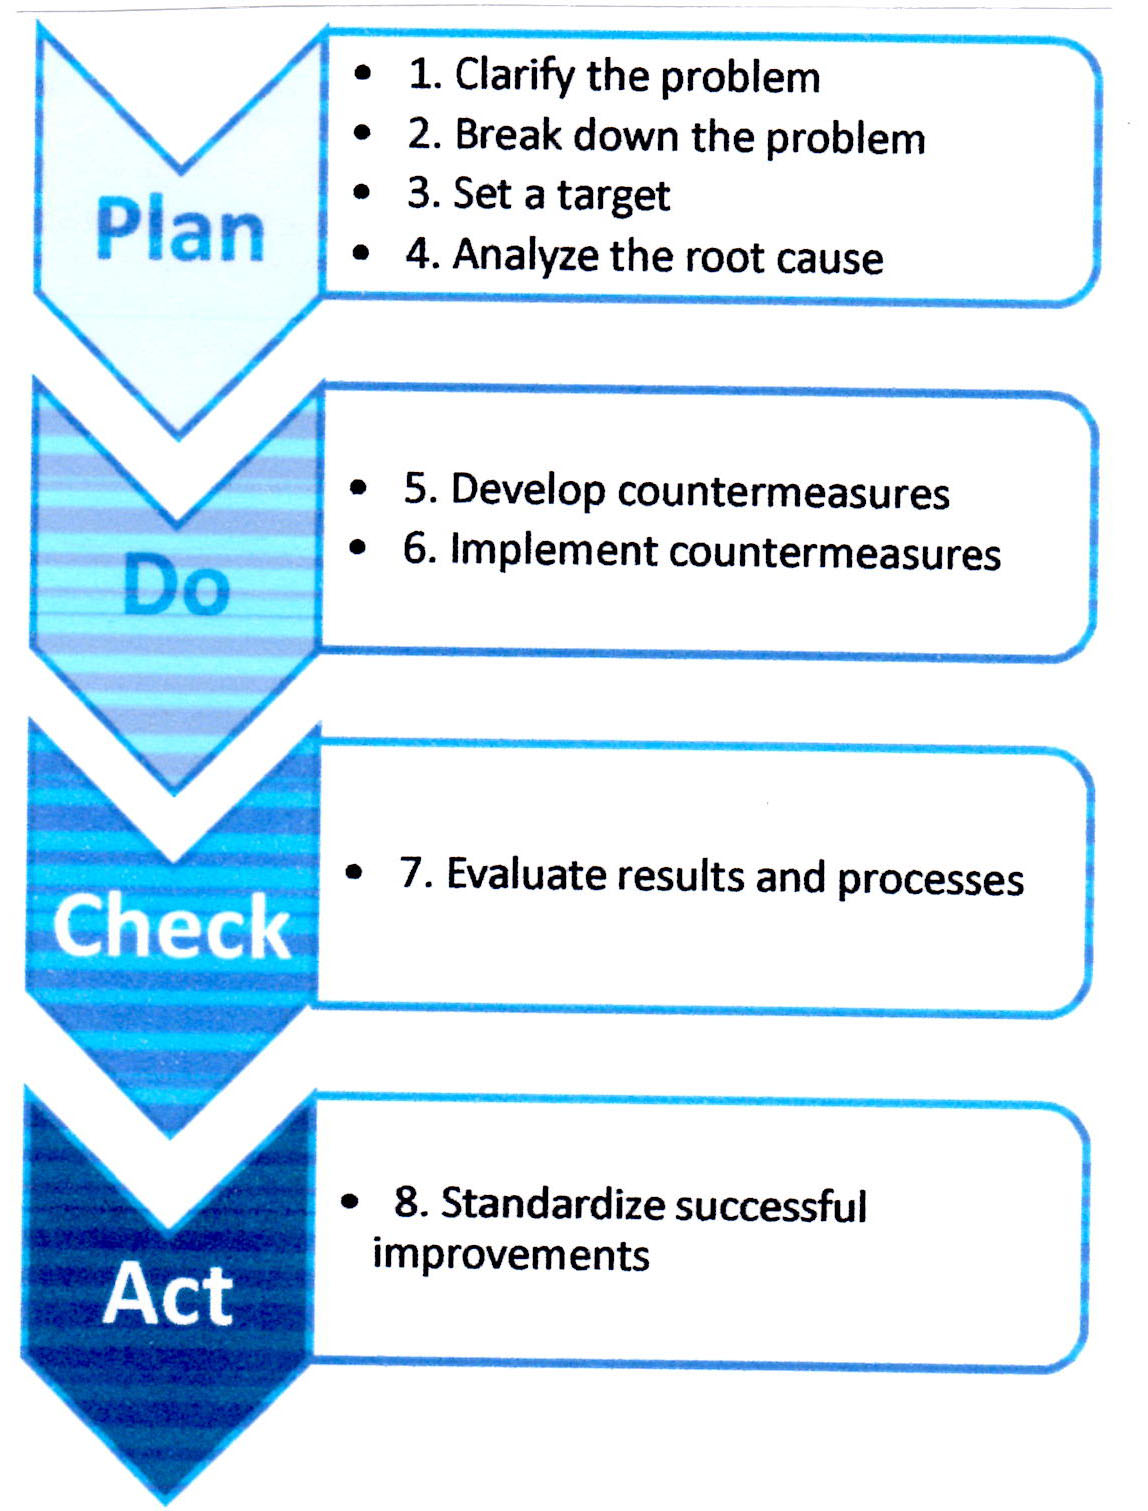 Plan
• 1. Clarify the problem
• 2. Break down the problem
• 3. Set a target
• 4. Analyze the root cause
Do
• 5. Develop countermeasures
• 6. Implement countermeasures
Check
• 7. Evaluate results and processes
Act
• 8. Standardize successful
improvements